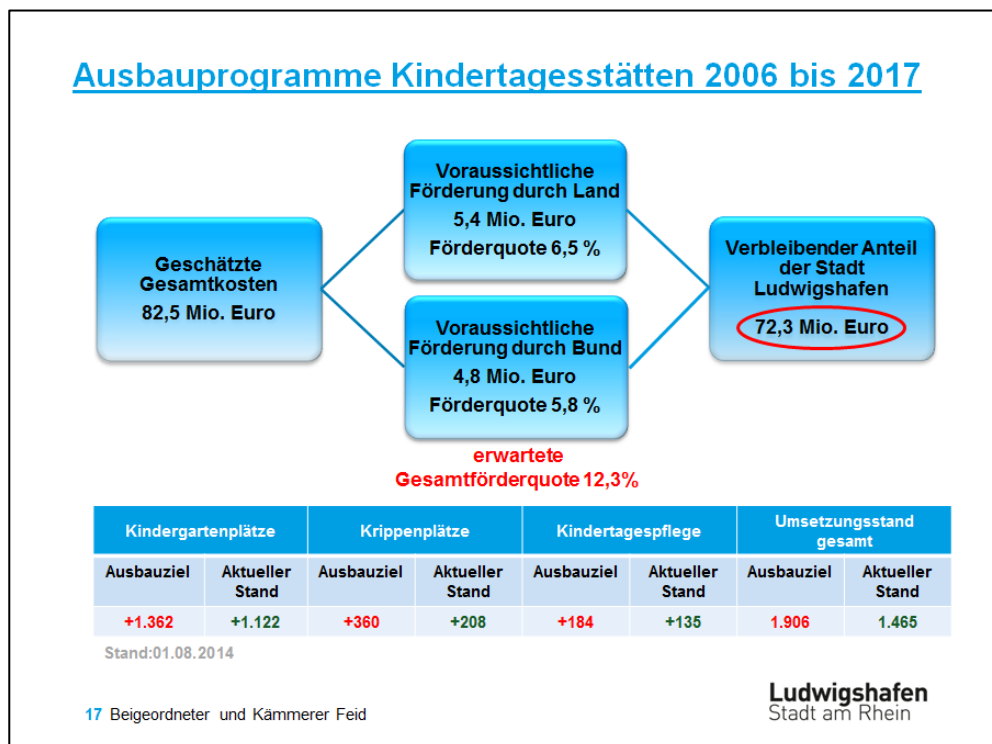 Ausbauprogramme Kindertagesstätten 2006 bis 2017
Geschätzte
Gesamtkosten
82,5 Mio. Euro
Voraussichtliche
Förderung durch Land
5,4 Mio. Euro
Förderquote 6,5 %
Voraussichtliche
Förderung durch Bund
4,8 Mio. Euro
Förderquote 5,8 %
Verbleibender Anteil
der Stadt
Ludwigshafen
72,3 Mio. Euro
erwartete
Gesamtförderquote 12,3%
Kindergartenplätze Krippenplätze Kindertagespflege Umsetzungsstand
gesamt
Ausbauziel Aktueller Ausbauziel Aktueller Ausbauziel Aktueller Ausbauziel Aktueller
Stand Stand Stand Stand
+1.362 +1.122 +360 +208 +184 +135 1.906 1.465
Stand:01.08.2014
17 Beigeordneter und Kämmerer Feid
Ludwigshafen
Stadt am Rhein